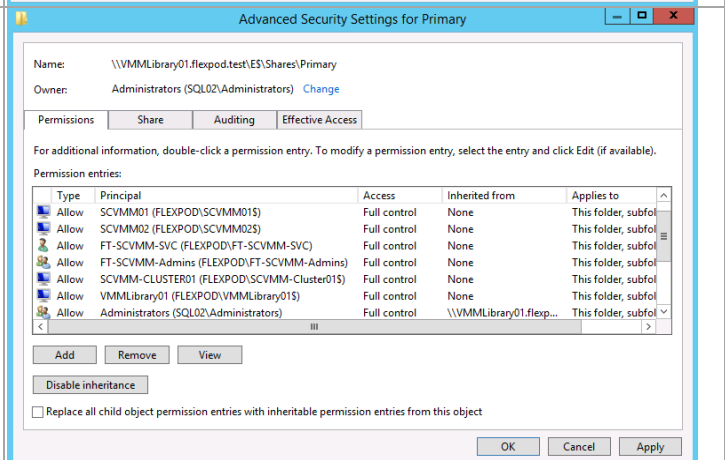 Advanced Security Settings for Primary
Name: \\VMMLibrary01.flexpod.test\E$\Shares\Primary
Owner: Administrators (SQL02\Administrators) Change
Permissions Share Auditing Effective Access
For additional information, double-click a permission entry. To modify a permission entry, select the entry and click Edit (if available).
Permission entries:
Type Principal Access Inherited from Applies to
Allow SCVMM01 (FLEXPOD\SCVMM01$) Full control None This folder, subfol
Allow SCVMM02 (FLEXPOD\SCVMM02$) Full control None This folder, subfol
Allow FT-SCVMM-SVC (FLEXPOD\FT-SCVMM-SVC) Full control None This folder, subfol
Allow FT-SCVMM-Admins (FLEXPOD\FT-SCVMM-Admins) Full control None This folder, subfol
Allow SCVMM-CLUSTER01 (FLEXPOD\SCVMM-Cluster01$) Full control None This folder, subfol
Allow VMMLibrary01 (FLEXPOD\VMMLibrary01$) Full control None This folder, subfol
Allow Administrators (SQL02\Administrators) Full control \\VMMLibrary01.flexp... This folder, subfol
Add Remove View
Disable inheritance
Replace all child object permission entries with inheritable permission entries from this object
OK Cancel Apply